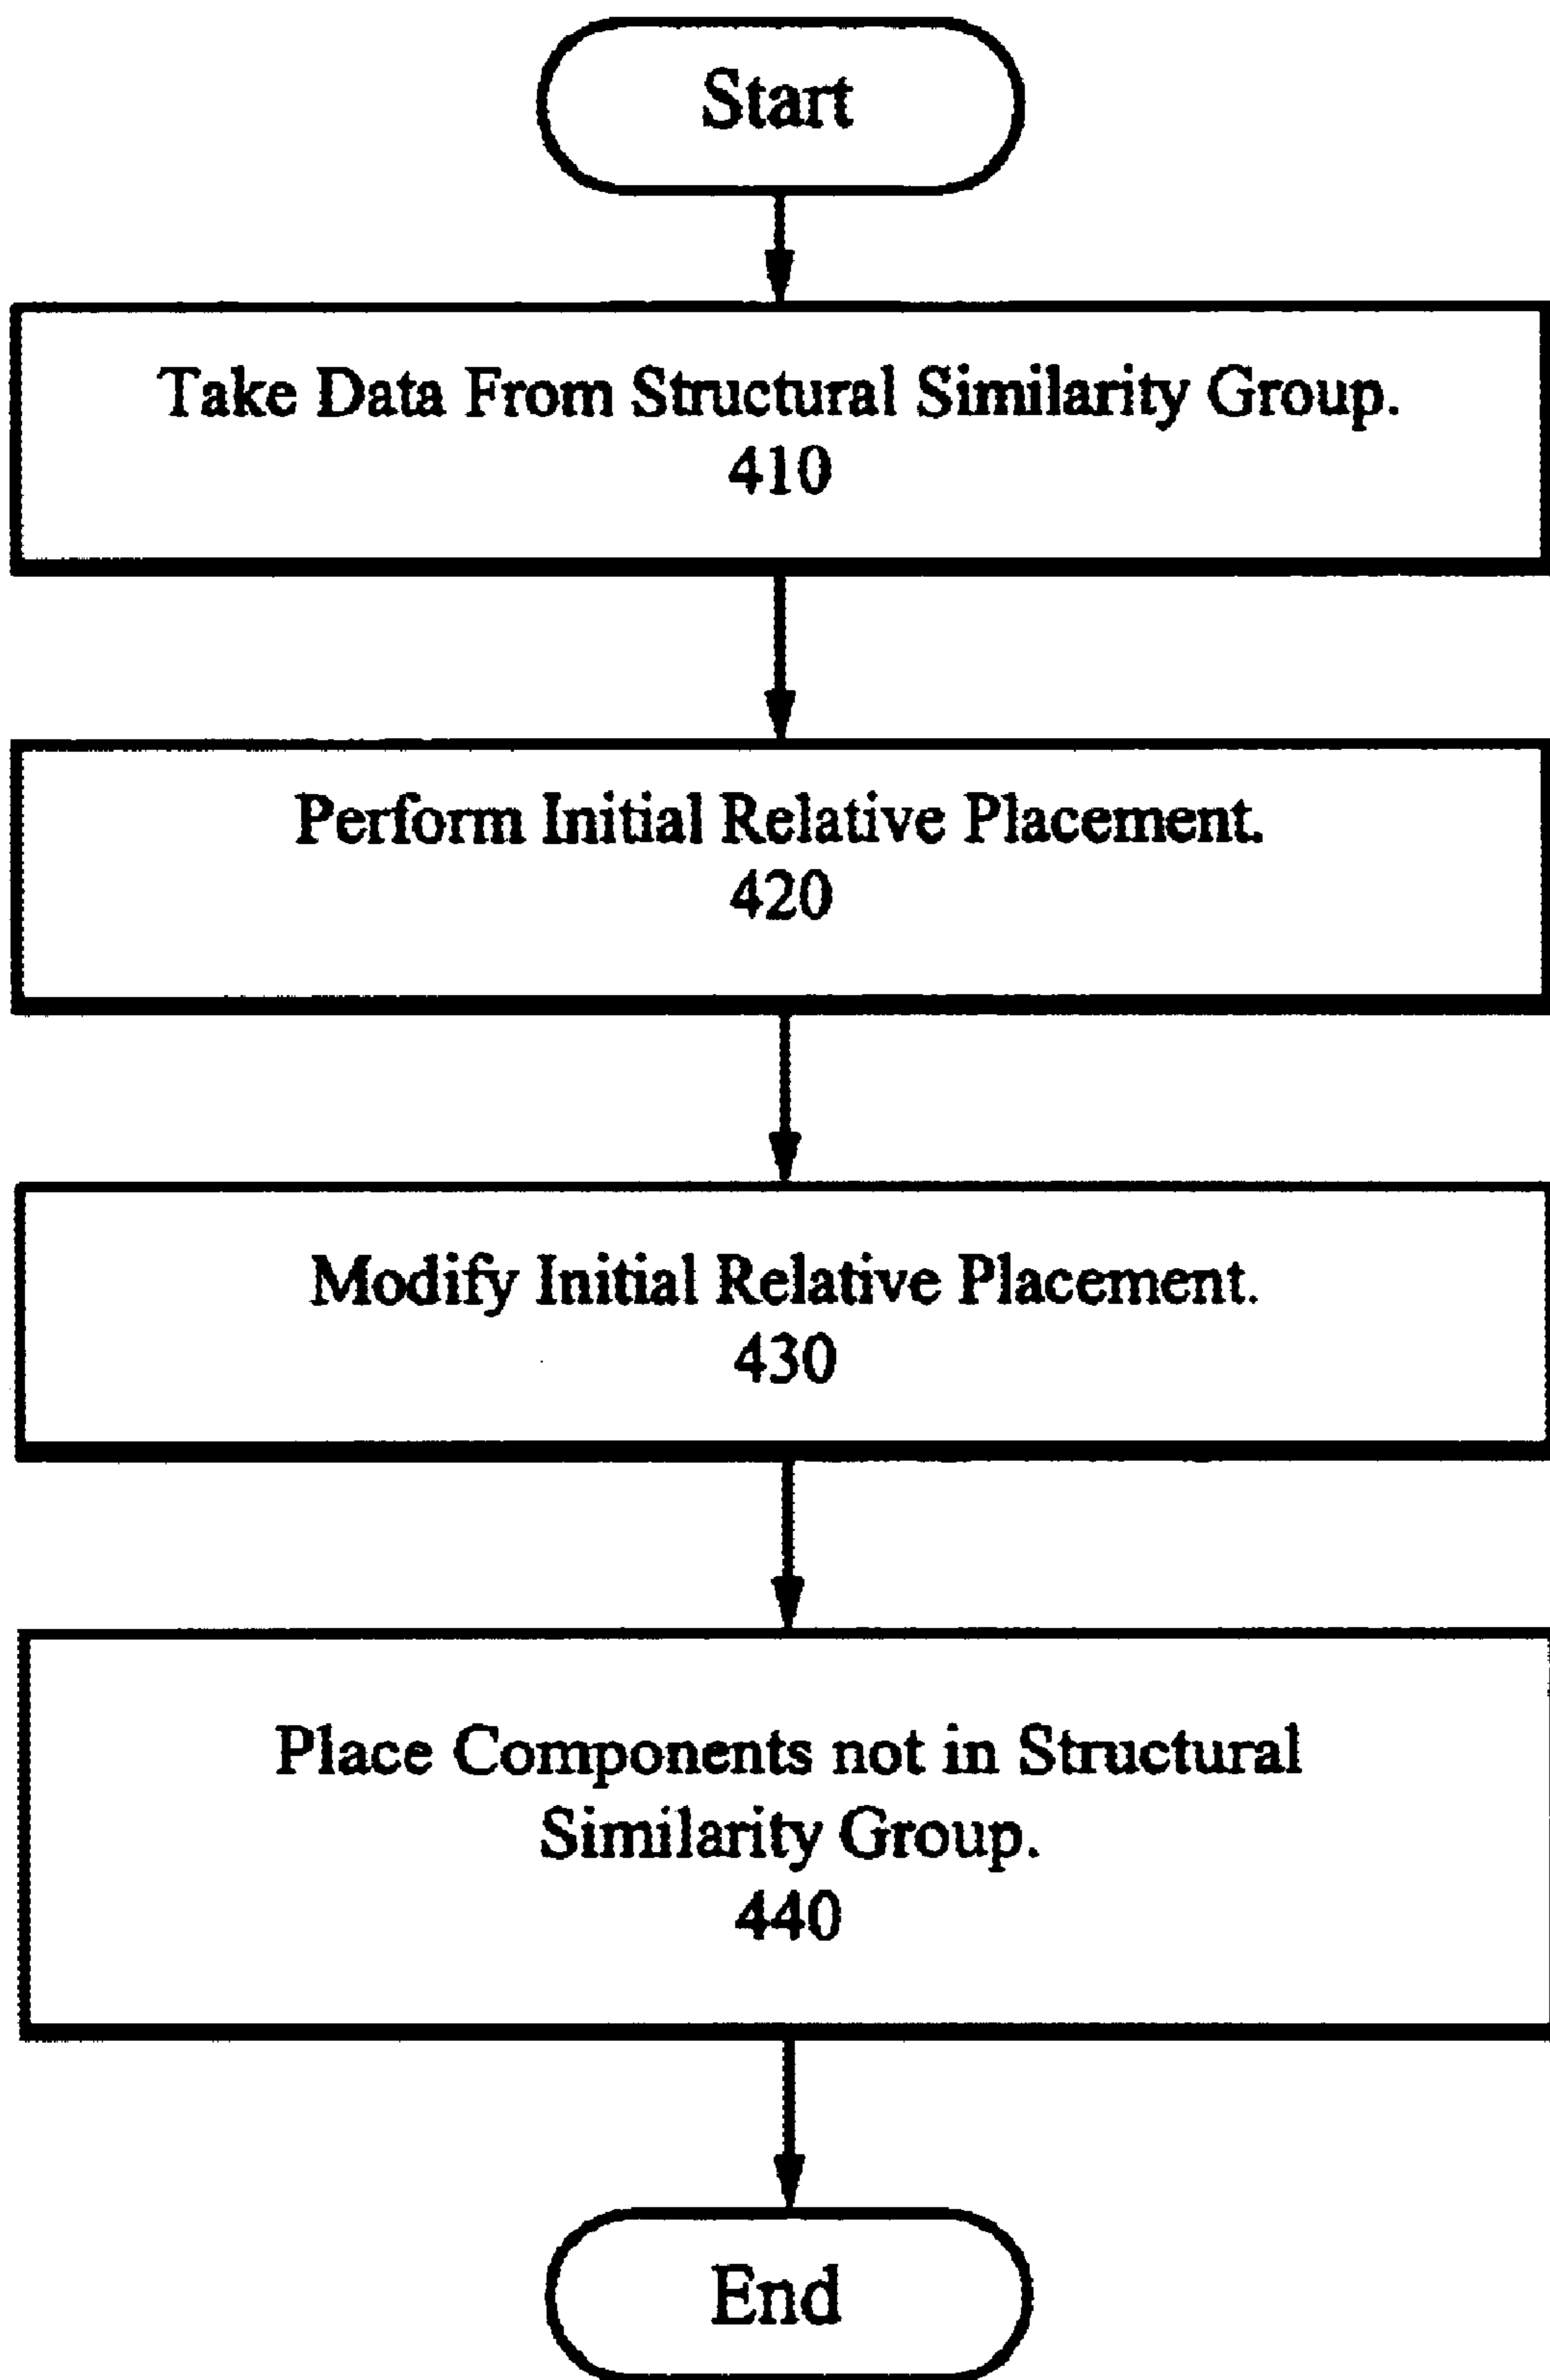 Start
Take Data From Structural Similarity Group.
410
Perform Initial Relative Placement.
420
Modify Initial Relative Placement.
430
Place Components not in Structural
Similarity Group.
440
End